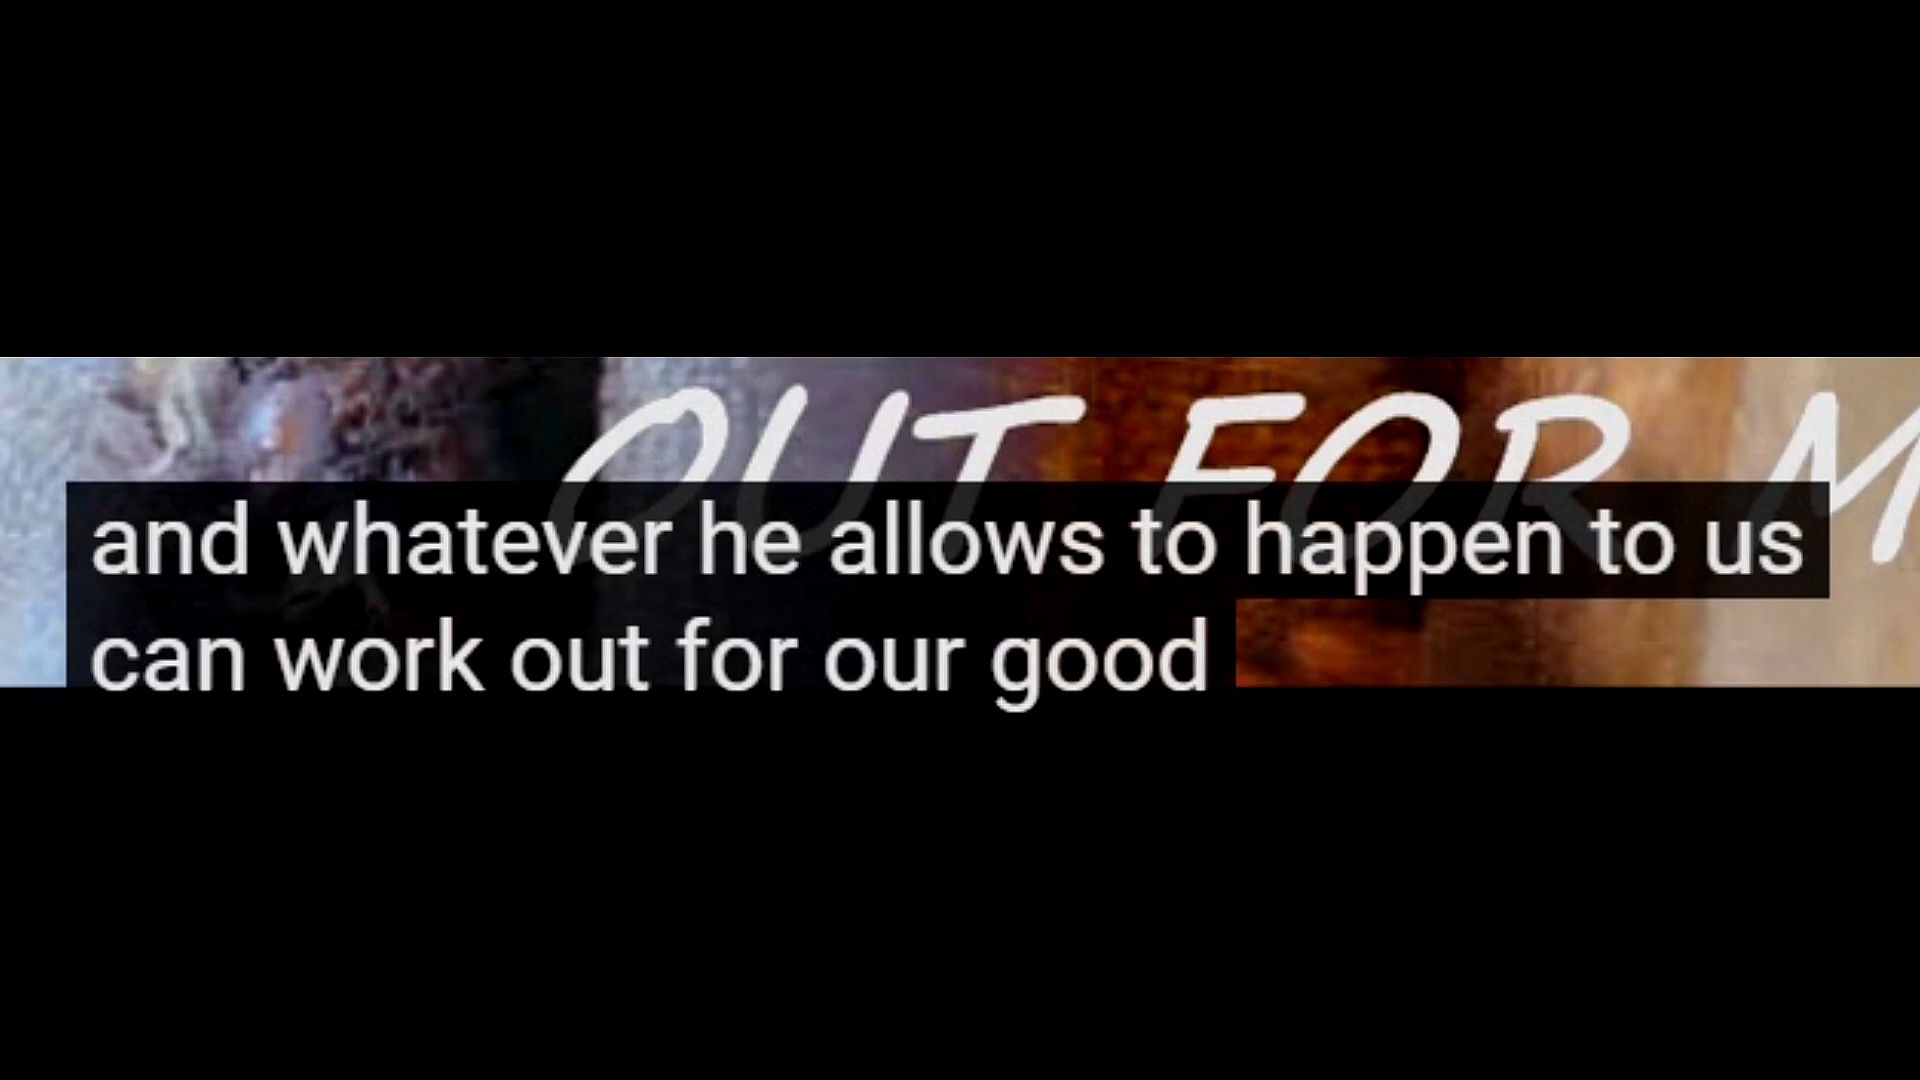 OUT FOR M
and whatever he allows to happen to us
can work out for our good